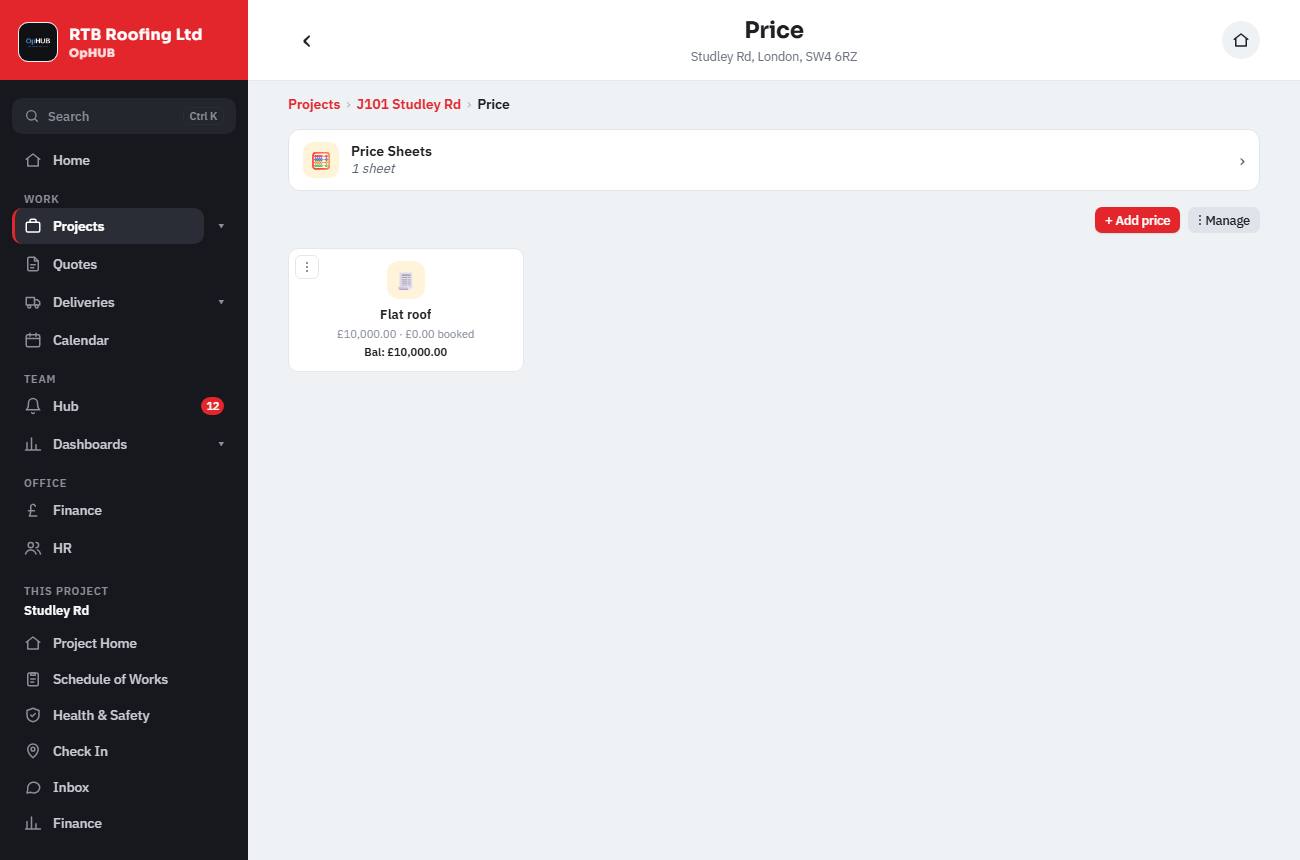 OpHUB
RTB Roofing Ltd
OpHUB
Search Ctrl K
Home
WORK
Projects
Quotes
Deliveries
Calendar
TEAM
Hub 12
Dashboards
OFFICE
Finance
HR
THIS PROJECT
Studley Rd
Project Home
Schedule of Works
Health & Safety
Check In
Inbox
Finance
Price
Studley Rd, London, SW4 6RZ
Projects › J101 Studley Rd › Price
Price Sheets
1 sheet
+ Add price ⋮ Manage
Flat roof
£10,000.00 · £0.00 booked
Bal: £10,000.00